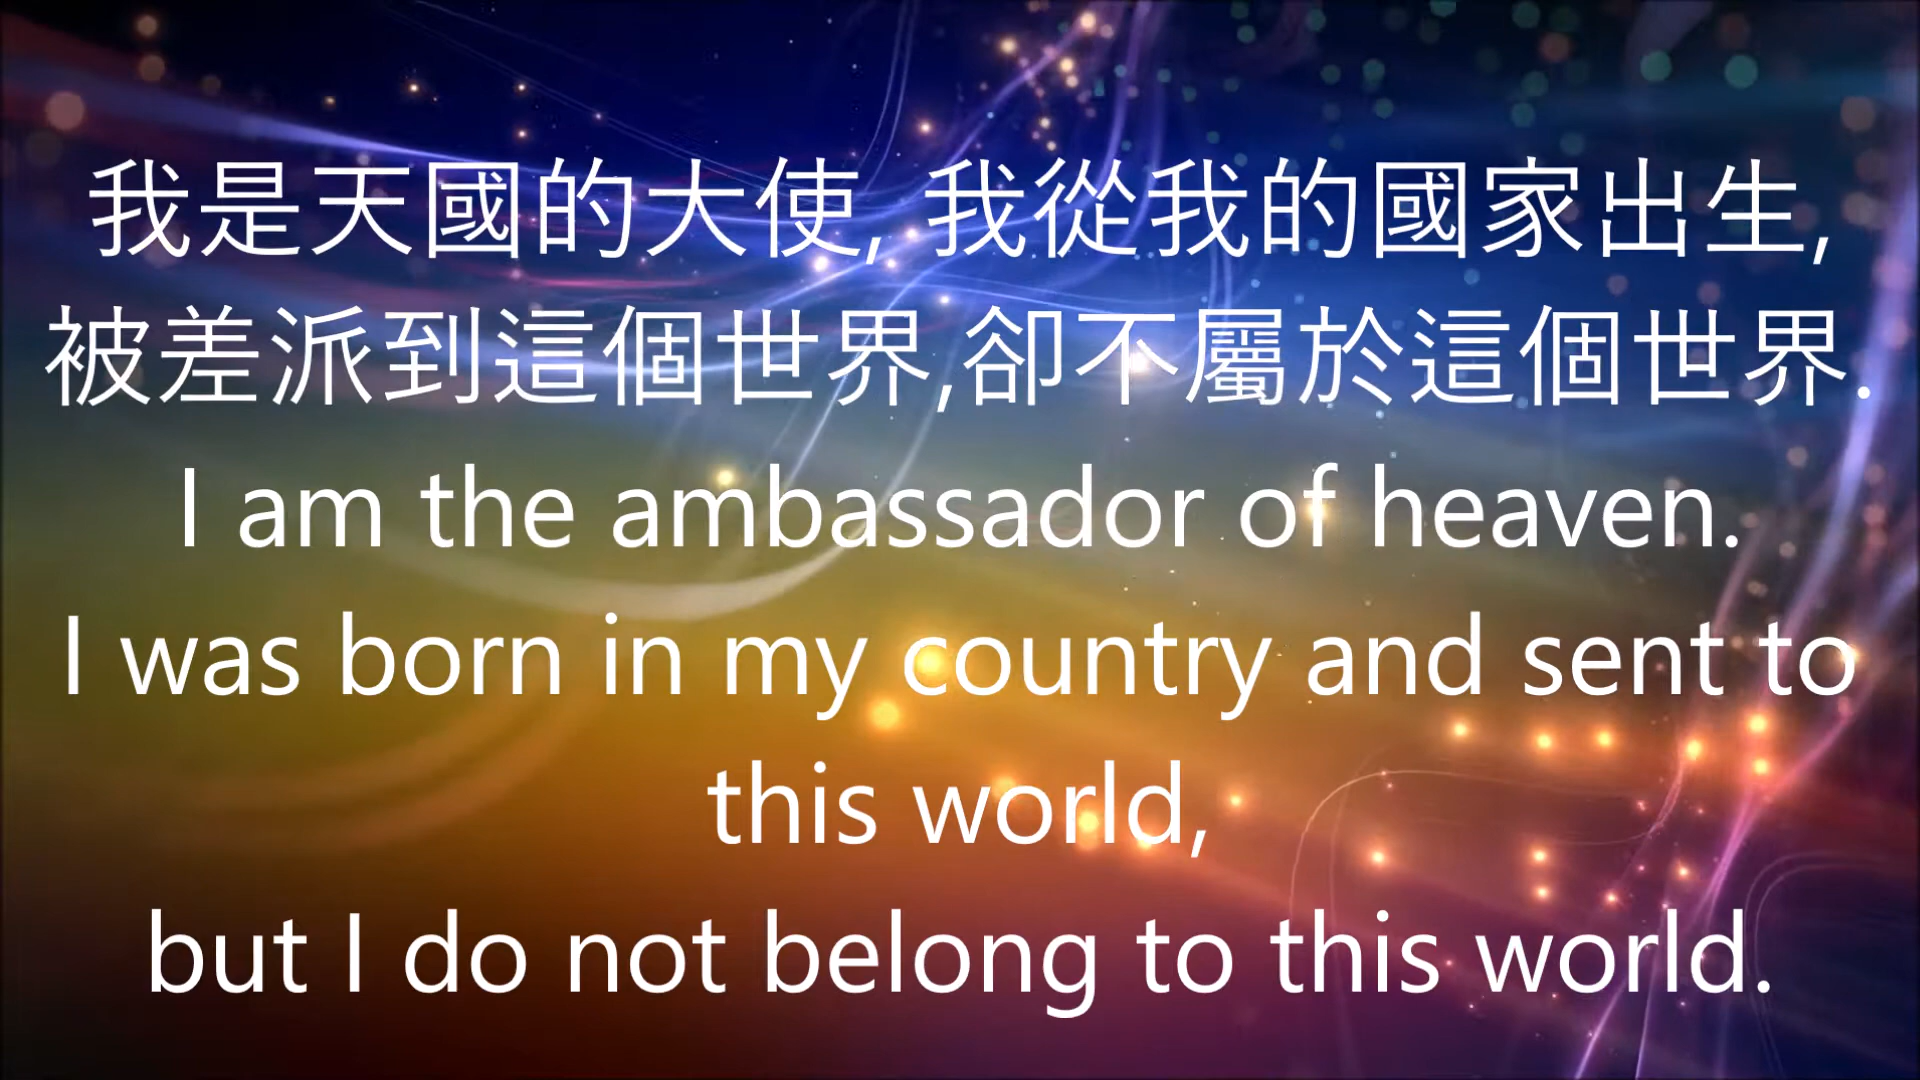 我是天國的大使, 我從我的國家出生,
被差派到這個世界,卻不屬於這個世界.
I am the ambassador of heaven.
I was born in my country and sent to
this world,
but I do not belong to this world.